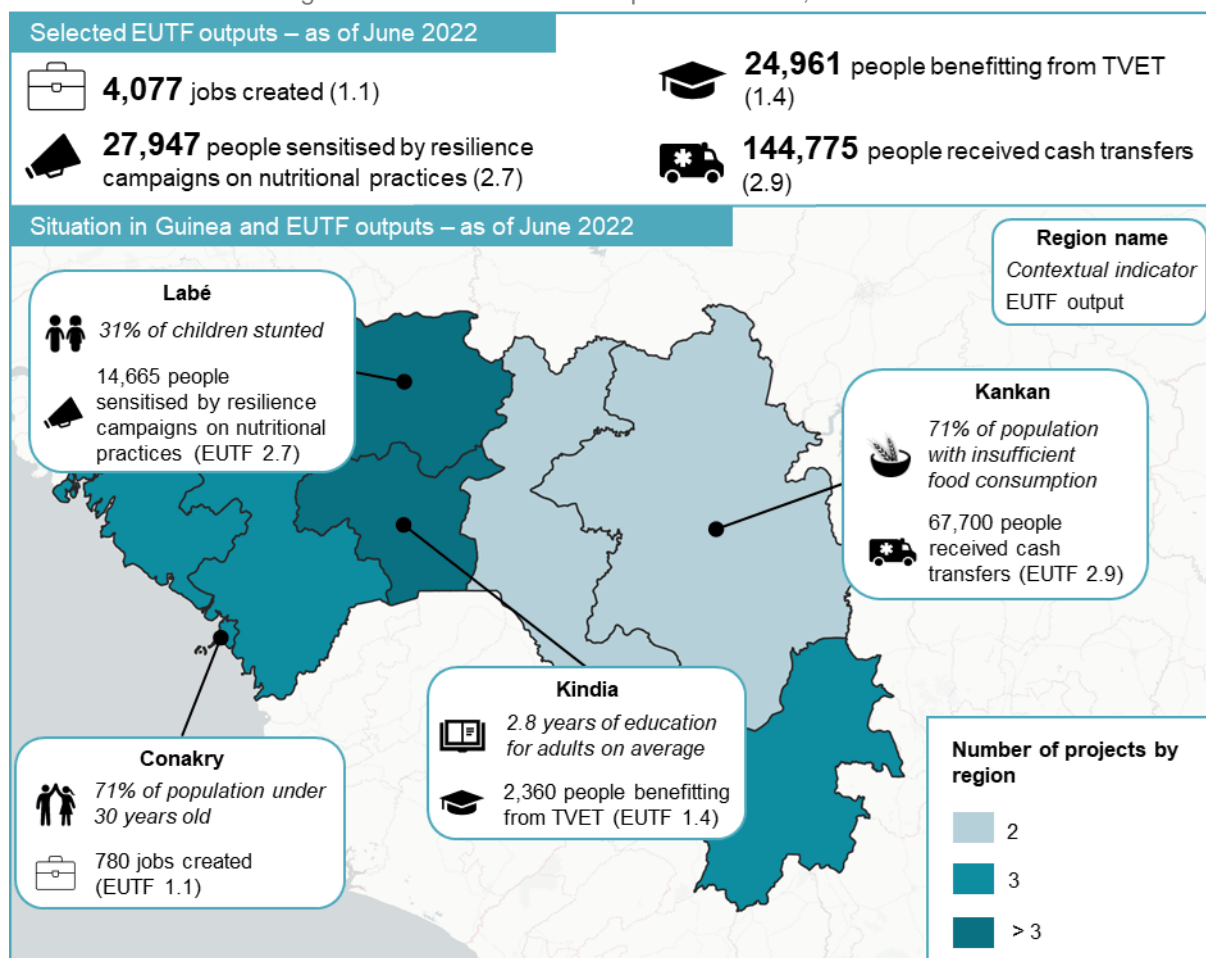 Selected EUTF outputs – as of June 2022
4,077 jobs created (1.1)
27,947 people sensitised by resilience
campaigns on nutritional practices (2.7)
24,961 people benefitting from TVET
(1.4)
144,775 people received cash transfers
(2.9)
Situation in Guinea and EUTF outputs – as of June 2022
Region name
Contextual indicator
EUTF output
Labé
31% of children stunted
14,665 people
sensitised by resilience
campaigns on nutritional
practices (EUTF 2.7)
Kankan
71% of population
with insufficient
food consumption
67,700 people
received cash
transfers (EUTF 2.9)
Kindia
2.8 years of education
for adults on average
2,360 people benefitting
from TVET (EUTF 1.4)
Conakry
71% of population under
30 years old
780 jobs created
(EUTF 1.1)
Number of projects by
region
2
3
> 3